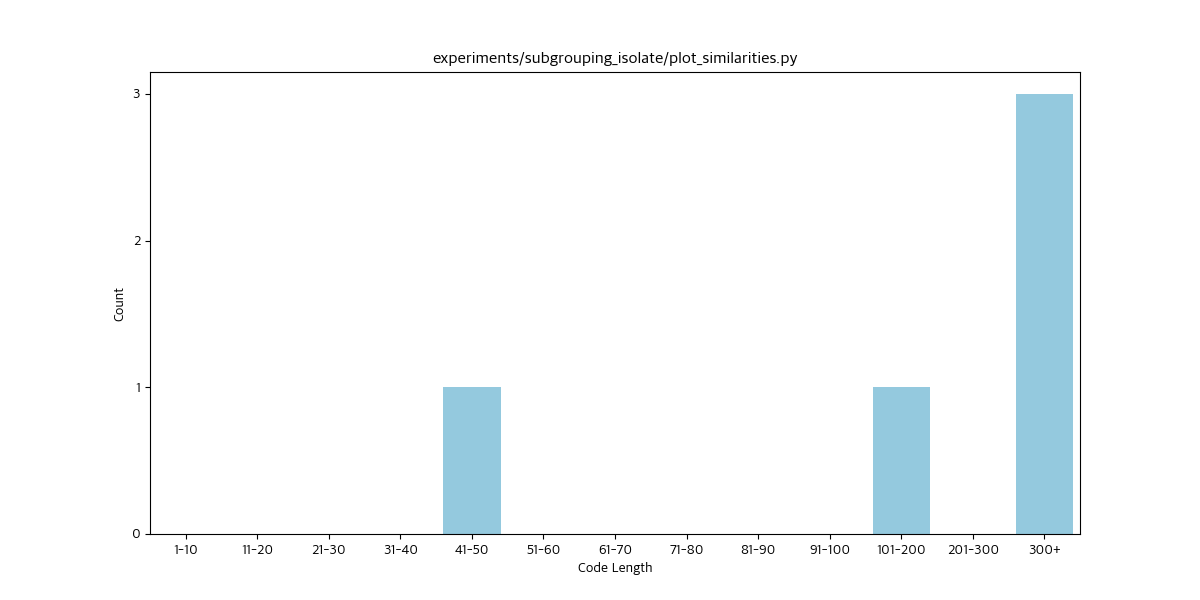 experiments/subgrouping_isolate/plot_similarities.py
3
2
1
0
Count
1-10 11-20 21-30 31-40 41-50 51-60 61-70 71-80 81-90 91-100 101-200 201-300 300+
Code Length